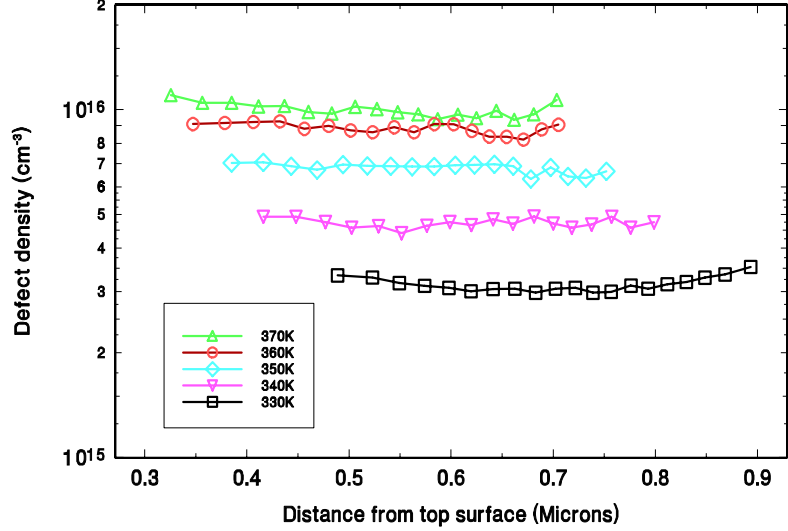 2
10¹⁶
8
7
6
5
4
3
2
10¹⁵
Defect density (cm⁻³)
370K
360K
350K
340K
330K
0.3 0.4 0.5 0.6 0.7 0.8 0.9
Distance from top surface (Microns)